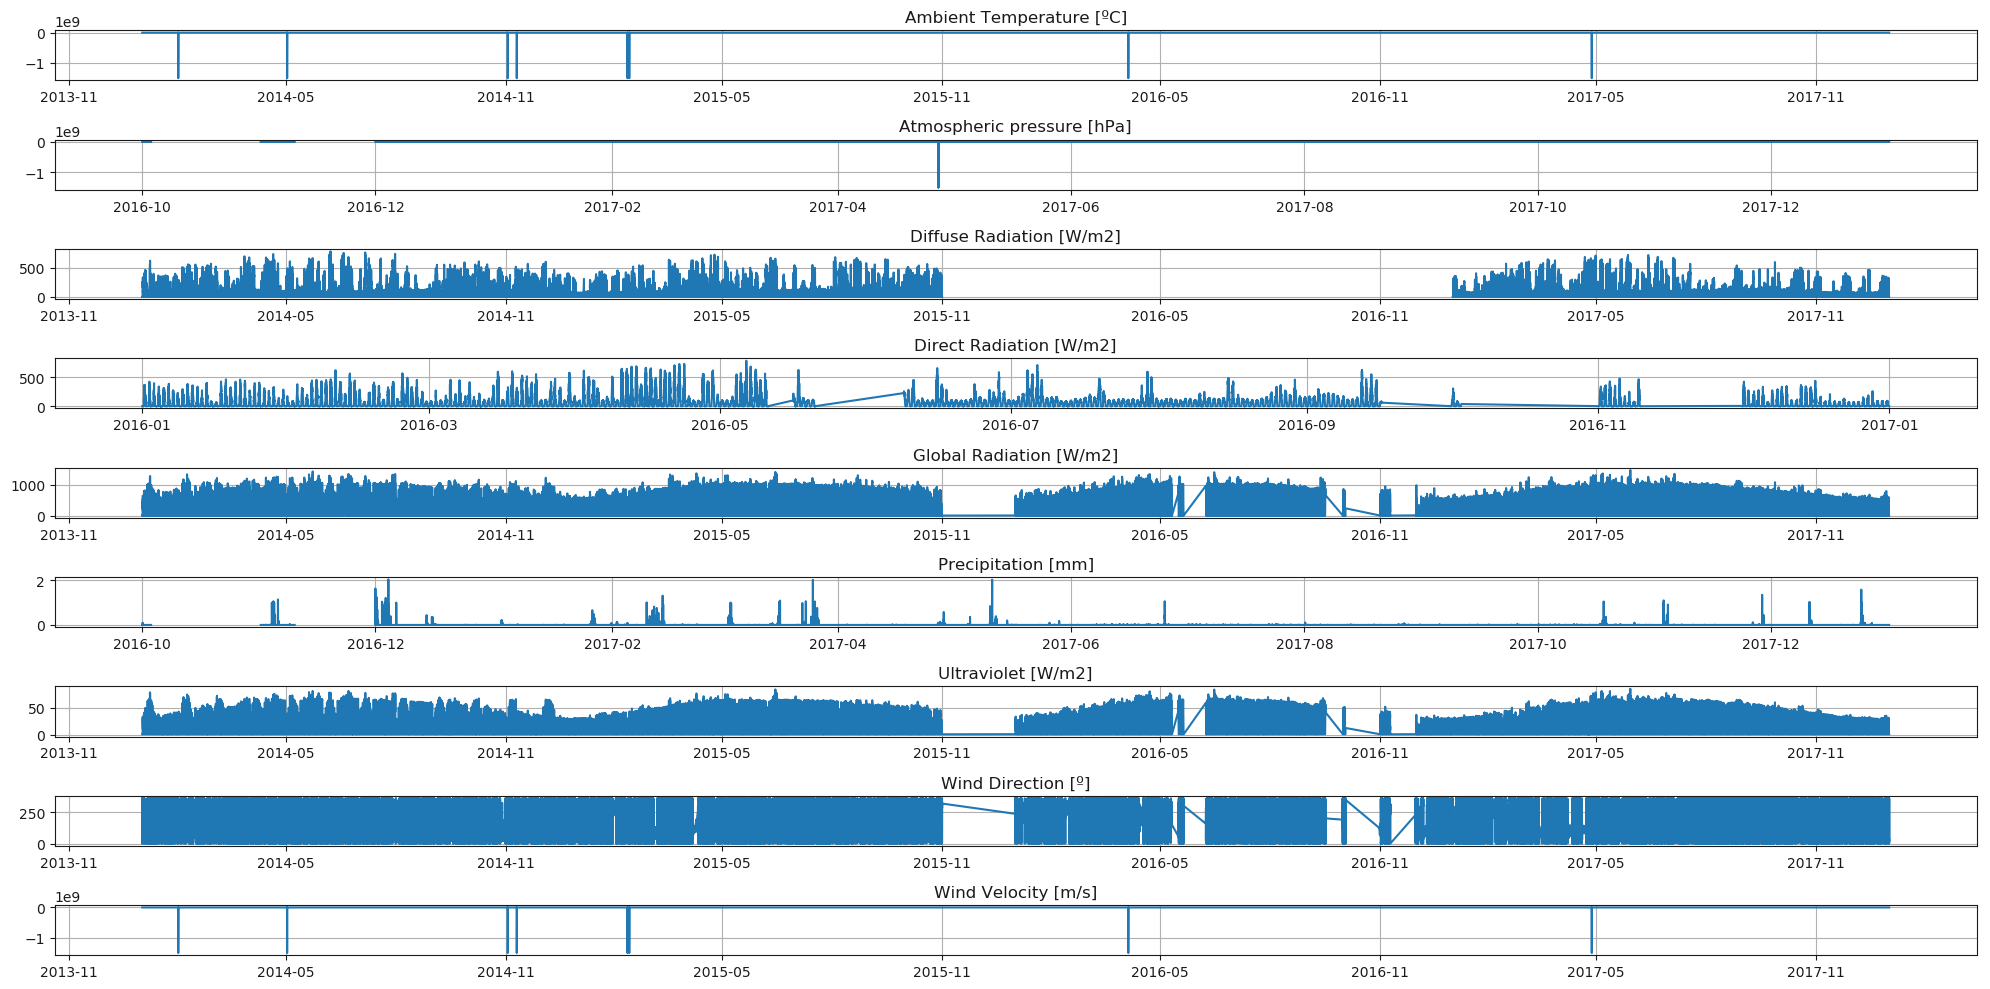 Ambient Temperature [ºC]
1e9
0
−1
2013-11 2014-05 2014-11 2015-05 2015-11 2016-05 2016-11 2017-05 2017-11
Atmospheric pressure [hPa]
1e9
0
−1
2016-10 2016-12 2017-02 2017-04 2017-06 2017-08 2017-10 2017-12
Diffuse Radiation [W/m2]
500
0
2013-11 2014-05 2014-11 2015-05 2015-11 2016-05 2016-11 2017-05 2017-11
Direct Radiation [W/m2]
500
0
2016-01 2016-03 2016-05 2016-07 2016-09 2016-11 2017-01
Global Radiation [W/m2]
1000
0
2013-11 2014-05 2014-11 2015-05 2015-11 2016-05 2016-11 2017-05 2017-11
Precipitation [mm]
2
0
2016-10 2016-12 2017-02 2017-04 2017-06 2017-08 2017-10 2017-12
Ultraviolet [W/m2]
50
0
2013-11 2014-05 2014-11 2015-05 2015-11 2016-05 2016-11 2017-05 2017-11
Wind Direction [º]
250
0
2013-11 2014-05 2014-11 2015-05 2015-11 2016-05 2016-11 2017-05 2017-11
Wind Velocity [m/s]
1e9
0
−1
2013-11 2014-05 2014-11 2015-05 2015-11 2016-05 2016-11 2017-05 2017-11